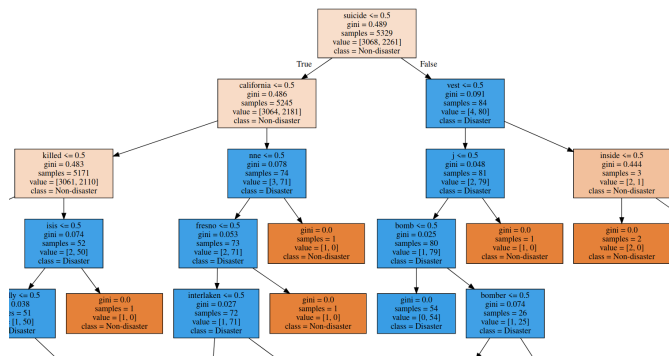 suicide <= 0.5
gini = 0.489
samples = 5329
value = [3068, 2261]
class = Non-disaster
True
False
california <= 0.5
gini = 0.486
samples = 5245
value = [3064, 2181]
class = Non-disaster
vest <= 0.5
gini = 0.091
samples = 84
value = [4, 80]
class = Disaster
killed <= 0.5
gini = 0.483
samples = 5171
value = [3061, 2110]
class = Non-disaster
nne <= 0.5
gini = 0.078
samples = 74
value = [3, 71]
class = Disaster
j <= 0.5
gini = 0.048
samples = 81
value = [2, 79]
class = Disaster
inside <= 0.5
gini = 0.444
samples = 3
value = [2, 1]
class = Non-disaster
isis <= 0.5
gini = 0.074
samples = 52
value = [2, 50]
class = Disaster
fresno <= 0.5
gini = 0.053
samples = 73
value = [2, 71]
class = Disaster
gini = 0.0
samples = 1
value = [1, 0]
class = Non-disaster
bomb <= 0.5
gini = 0.025
samples = 80
value = [1, 79]
class = Disaster
gini = 0.0
samples = 1
value = [1, 0]
class = Non-disaster
gini = 0.0
samples = 2
value = [2, 0]
class = Non-disaster
ly <= 0.5
0.038
es = 51
[1, 50]
Disaster
gini = 0.0
samples = 1
value = [1, 0]
class = Non-disaster
interlaken <= 0.5
gini = 0.027
samples = 72
value = [1, 71]
class = Disaster
gini = 0.0
samples = 1
value = [1, 0]
class = Non-disaster
gini = 0.0
samples = 54
value = [0, 54]
class = Disaster
bomber <= 0.5
gini = 0.074
samples = 26
value = [1, 25]
class = Disaster